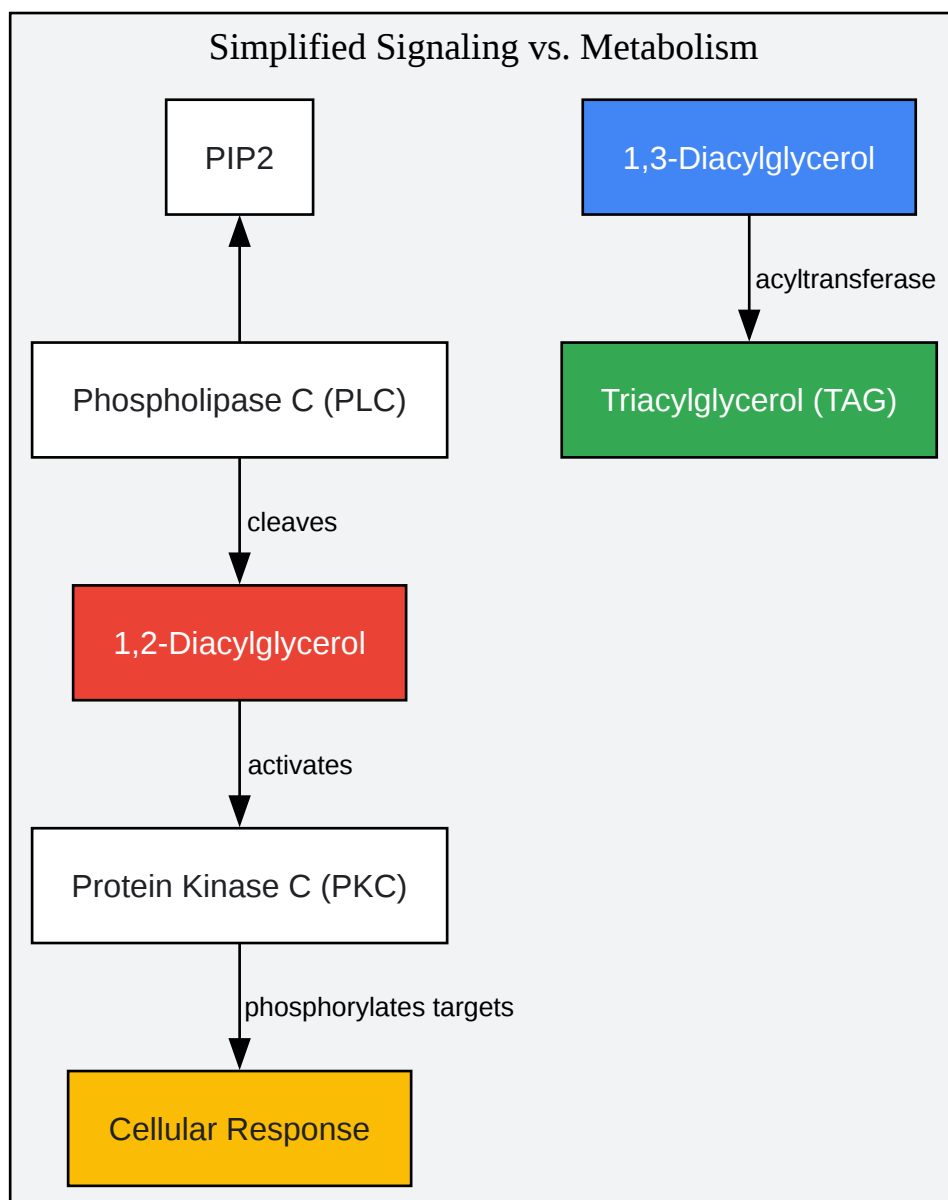 Simplified Signaling vs. Metabolism
PIP2
1,3-Diacylglycerol
acyltransferase
Phospholipase C (PLC)
Triacylglycerol (TAG)
cleaves
1,2-Diacylglycerol
activates
Protein Kinase C (PKC)
phosphorylates targets
Cellular Response